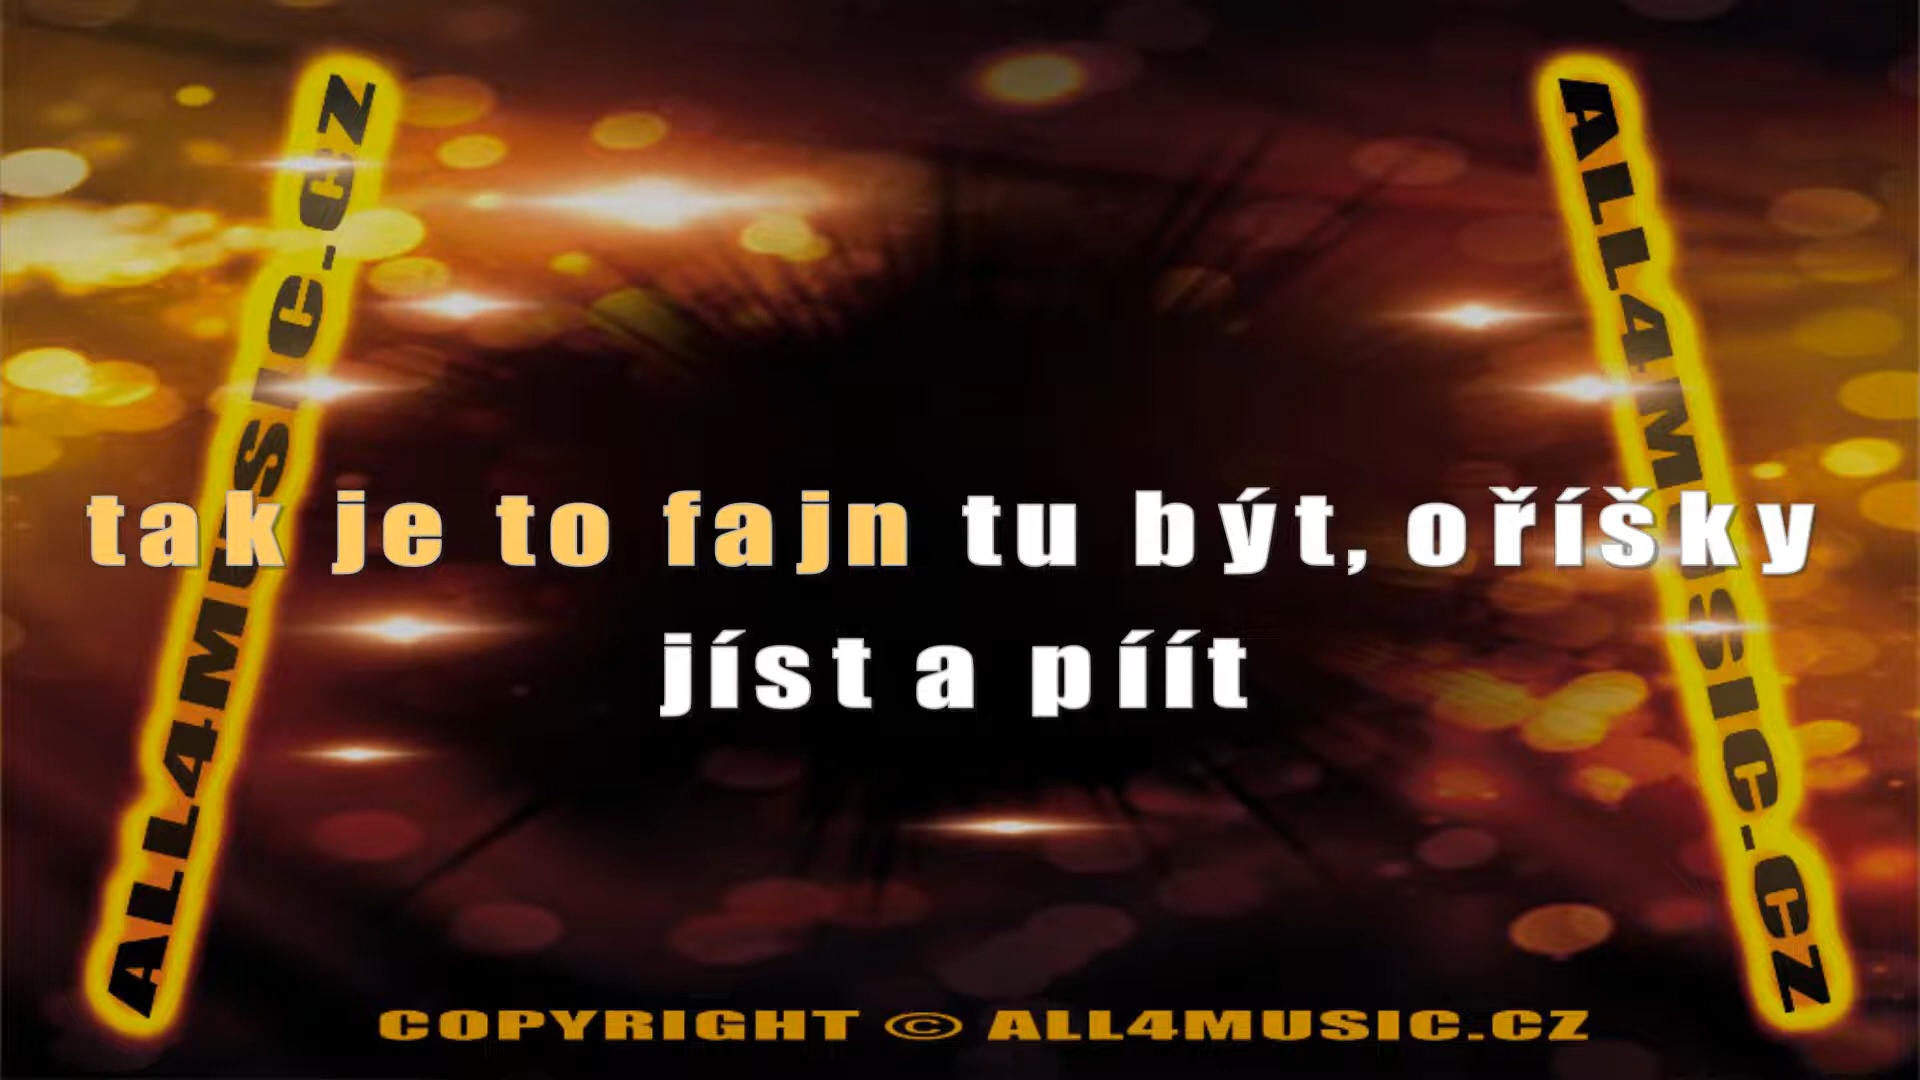 ALL4MUSIC.CZ
ALL4MUSIC.CZ
tak je to fajn tu být, oříšky
jíst a píít
COPYRIGHT © ALL4MUSIC.CZ